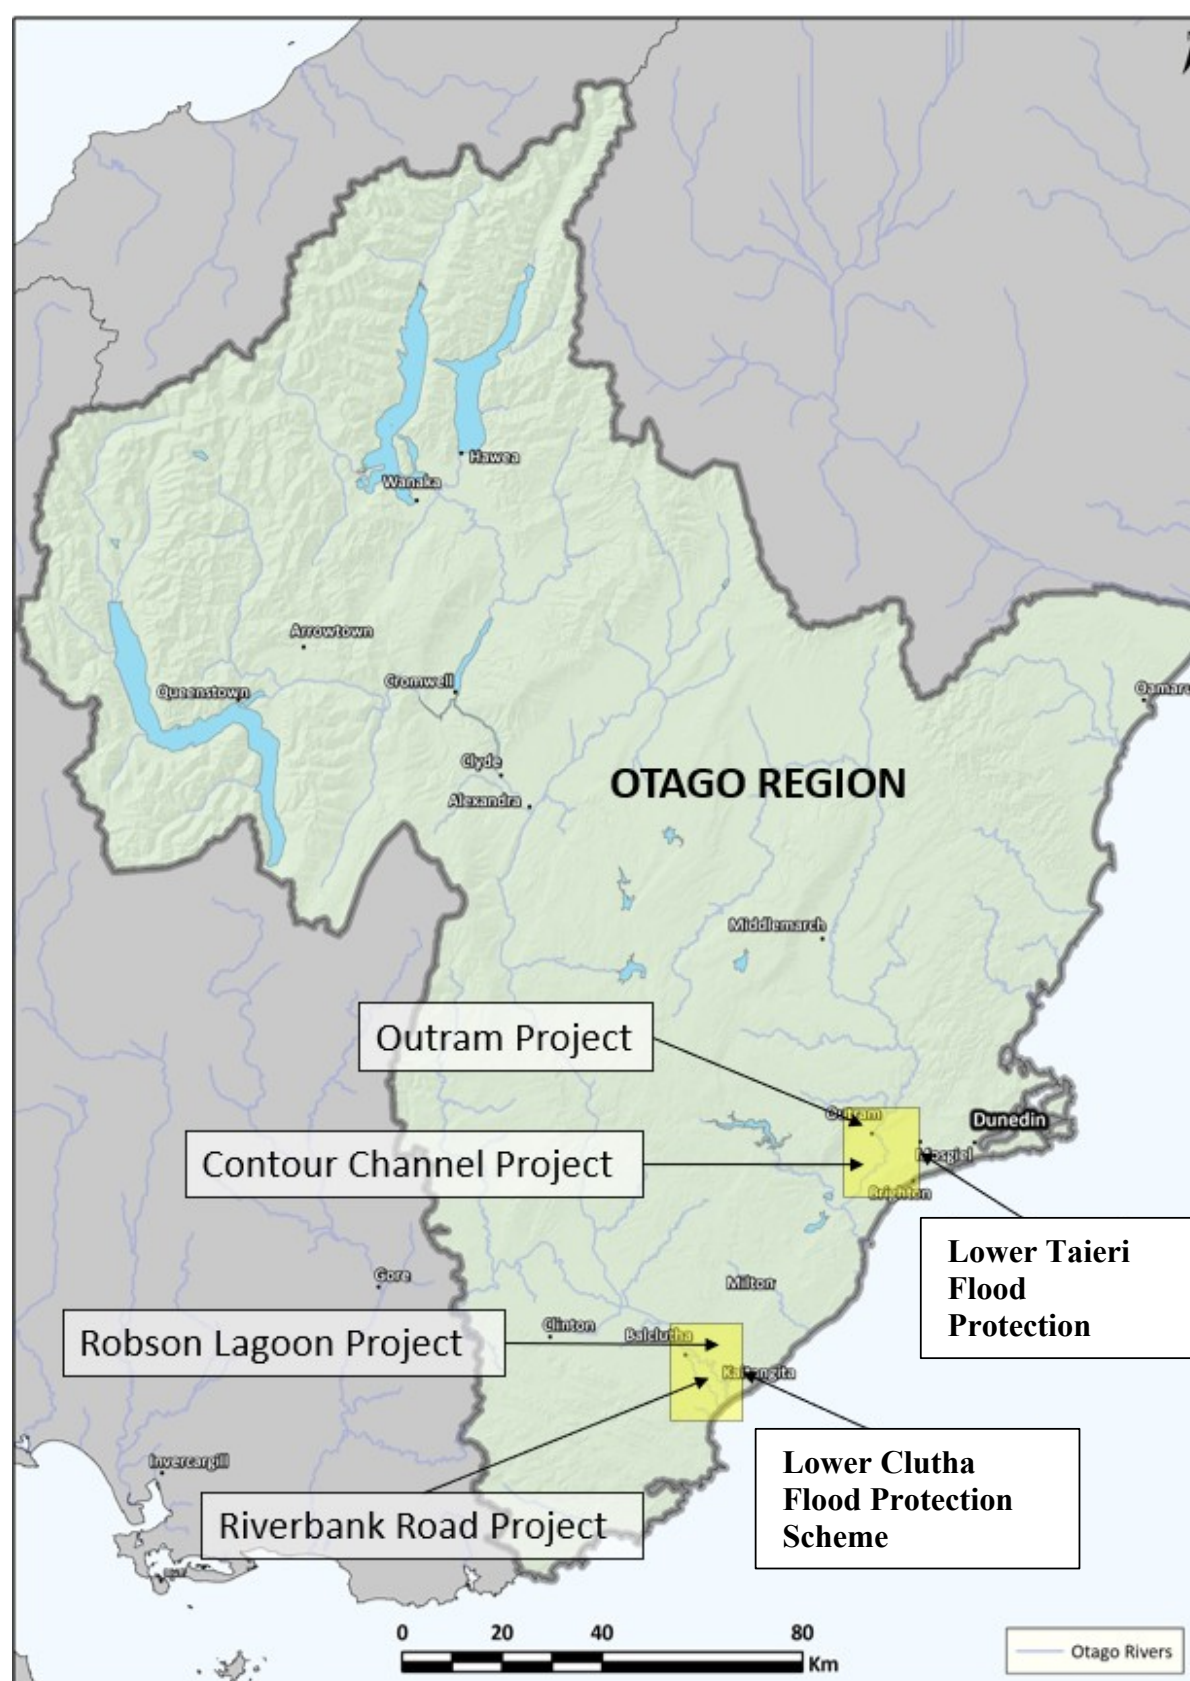 Hawea
Wanaka
Arrowtown
Queenstown
Cromwell
Oamaru
Clyde
Alexandra
OTAGO REGION
Middlemarch
Outram Project
Outram
Dunedin
Contour Channel Project
Mosgiel
Brighton
Lower Taieri
Flood
Protection
Gore
Milton
Robson Lagoon Project
Clinton
Balclutha
Kaitangita
Invercargill
Lower Clutha
Flood Protection
Scheme
Riverbank Road Project
0 20 40 80
Km
Otago Rivers